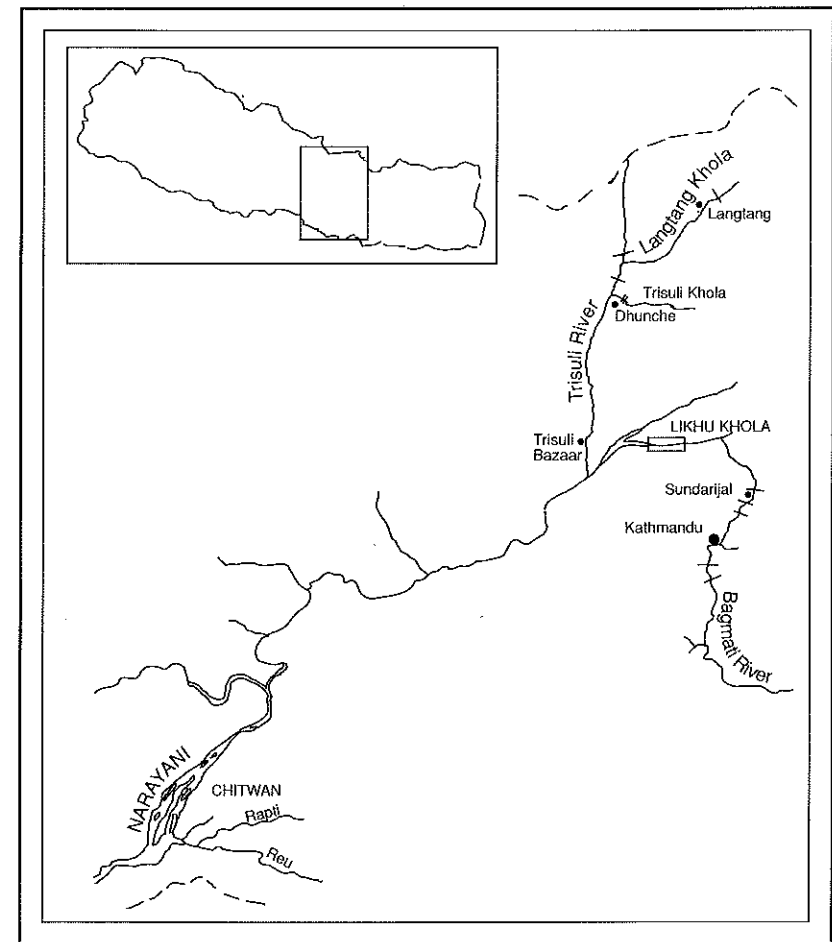 Langtang Khola
Langtang
Trisuli Khola
Dhunche
Trisuli River
LIKHU KHOLA
Trisuli
Bazaar
Sundarijal
Kathmandu
Bagmati River
NARAYANI
CHITWAN
Rapti
Reu